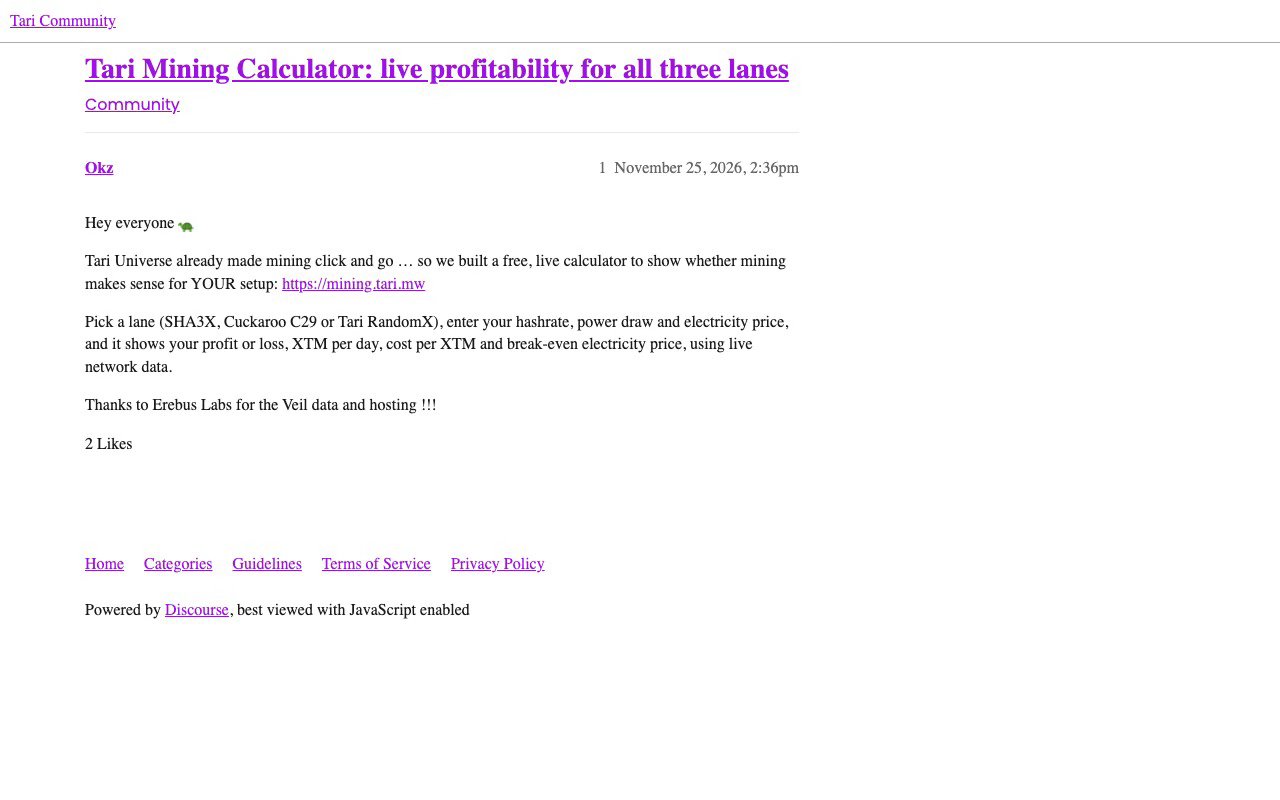 Tari Community
Tari Mining Calculator: live profitability for all three lanes
Community
Okz
1 November 25, 2026, 2:36pm
Hey everyone
Tari Universe already made mining click and go … so we built a free, live calculator to show whether mining
makes sense for YOUR setup: https://mining.tari.mw
Pick a lane (SHA3X, Cuckaroo C29 or Tari RandomX), enter your hashrate, power draw and electricity price,
and it shows your profit or loss, XTM per day, cost per XTM and break-even electricity price, using live
network data.
Thanks to Erebus Labs for the Veil data and hosting !!!
2 Likes
Home Categories Guidelines Terms of Service Privacy Policy
Powered by Discourse, best viewed with JavaScript enabled